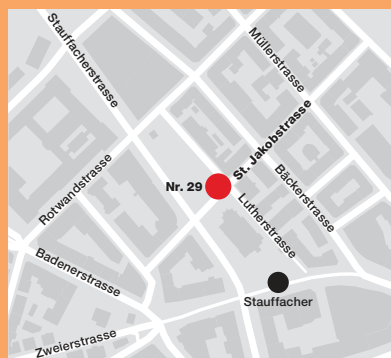 Stauffacherstrasse
Müllerstrasse
St. Jakobstrasse
Nr. 29
Rotwandstrasse
Bäckerstrasse
Lutherstrasse
Badenerstrasse
Stauffacher
Zweierstrasse